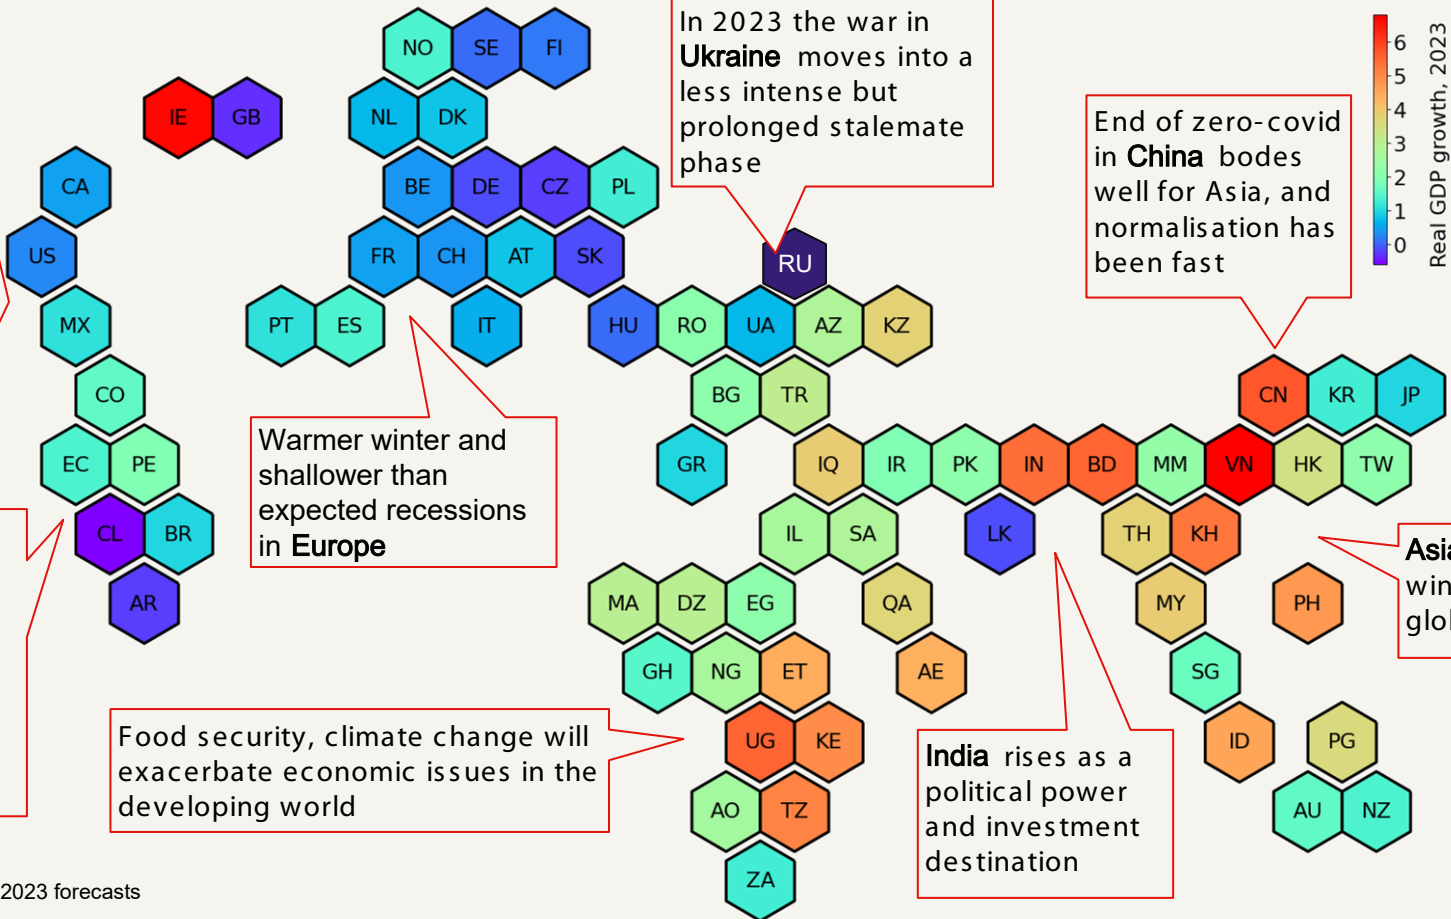 In 2023 the war in
Ukraine moves into a
less intense but
prolonged stalemate
phase
NO SE FI
IE GB NL DK
CA BE DE CZ PL
US FR CH AT SK RU
MX PT ES IT HU RO UA AZ KZ
End of zero-covid
in China bodes
well for Asia, and
normalisation has
been fast
6
5
4
3
2
1
0
Real GDP growth, 2023
CO BG TR CN KR JP
EC PE GR IQ IR PK IN BD MM VN HK TW
Warmer winter and
shallower than
expected recessions
in Europe
CL BR IL SA LK TH KH
AR MA DZ EG QA MY PH
Asia
win
glo
GH NG ET AE SG
UG KE ID PG
AO TZ AU NZ
ZA
Food security, climate change will
exacerbate economic issues in the
developing world
India rises as a
political power
and investment
destination
2023 forecasts